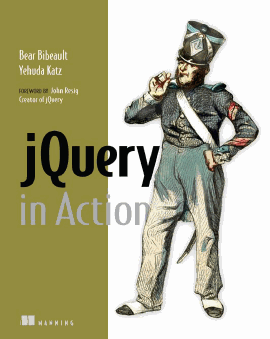 Bear Bibeault
Yehuda Katz
FOREWORD BY John Resig
Creator of jQuery
jQuery
in Action
MANNING